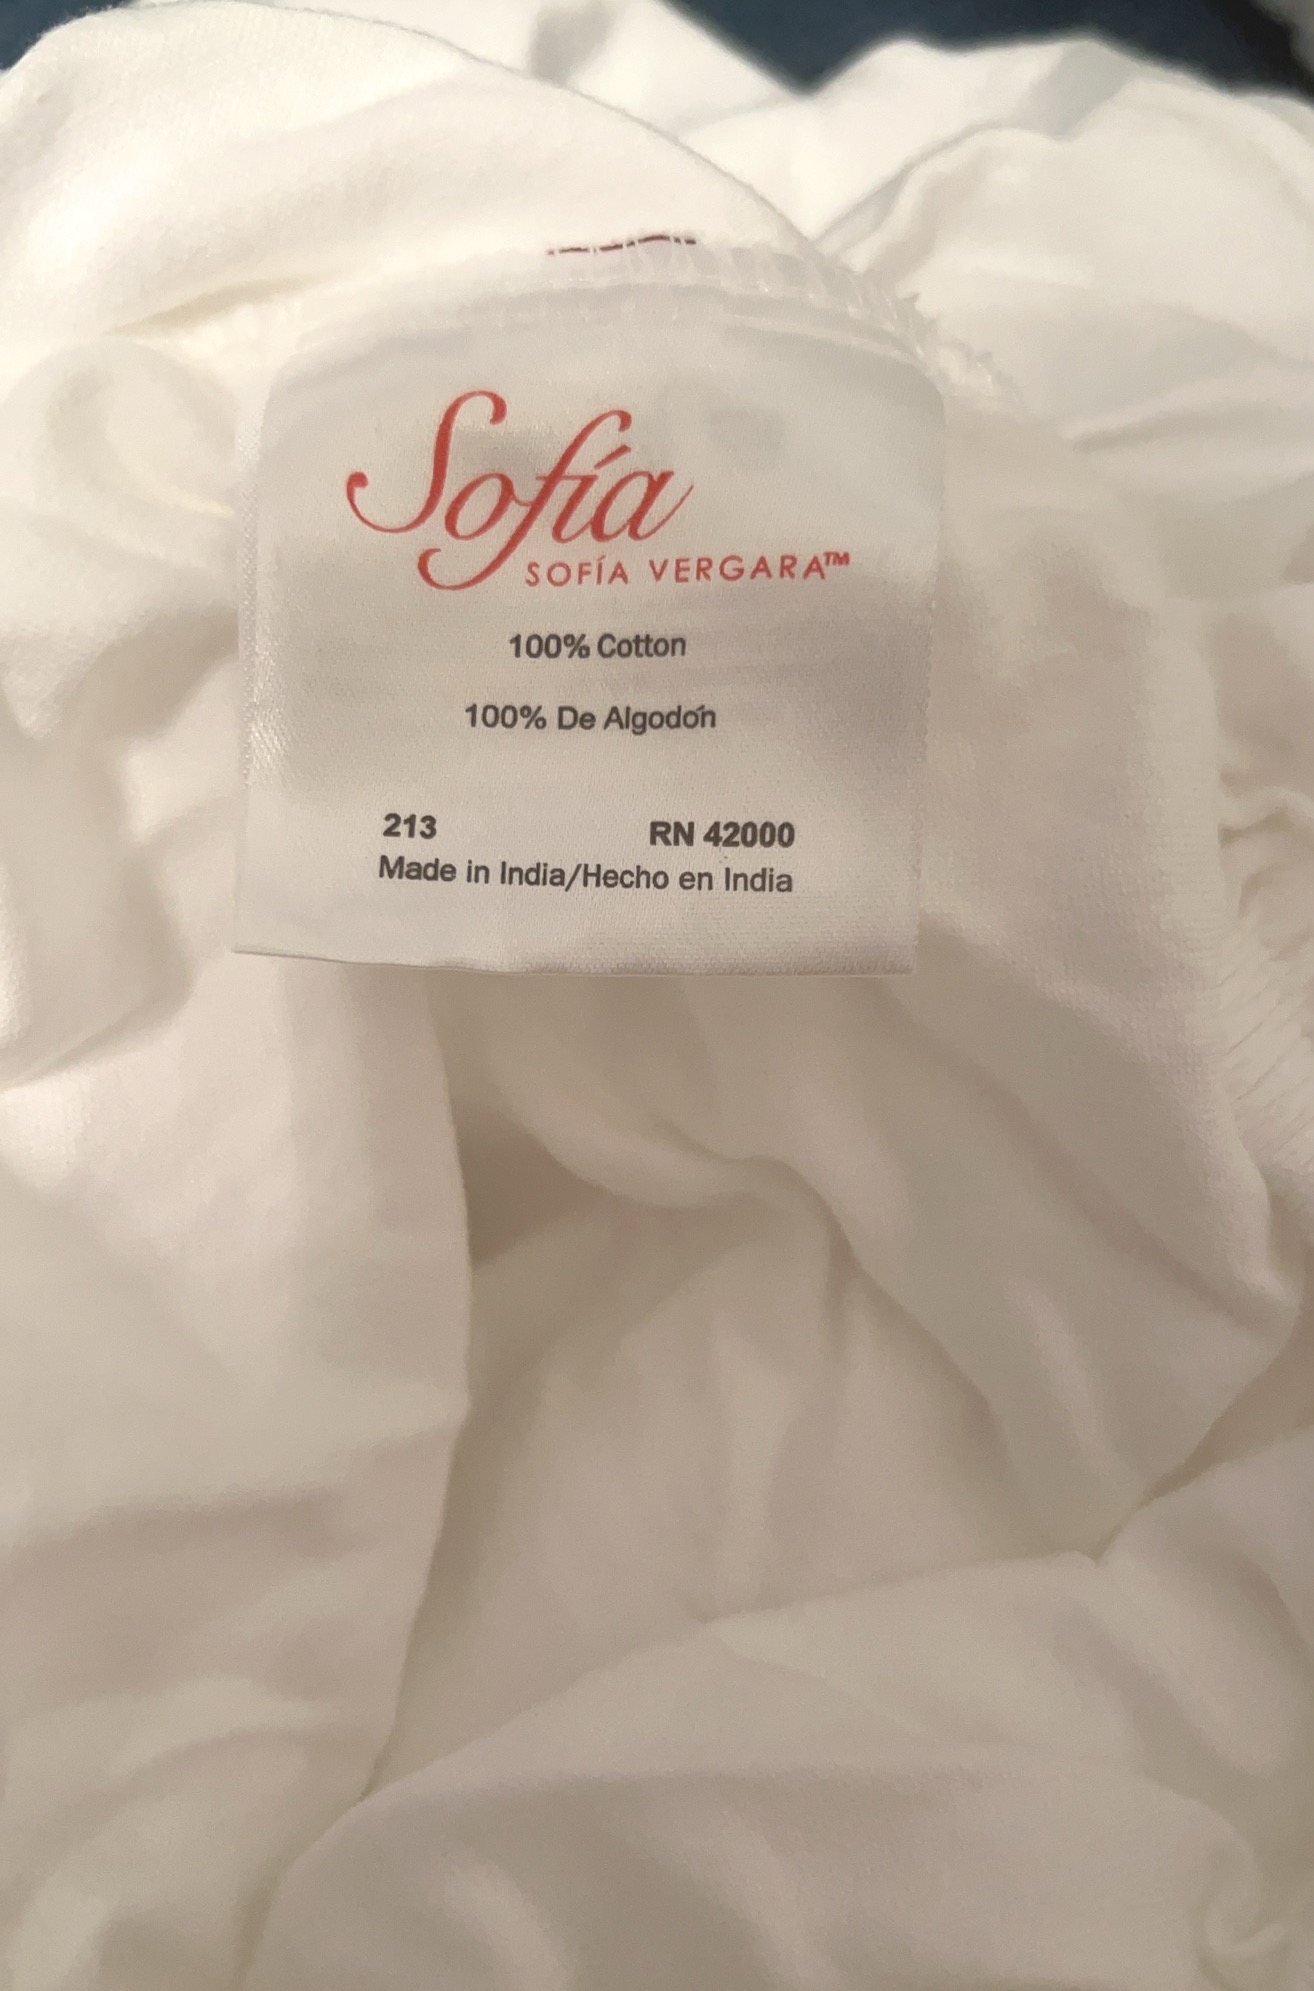 Sofía
SOFÍA VERGARA™
100% Cotton
100% De Algodón
213 RN 42000
Made in India/Hecho en India